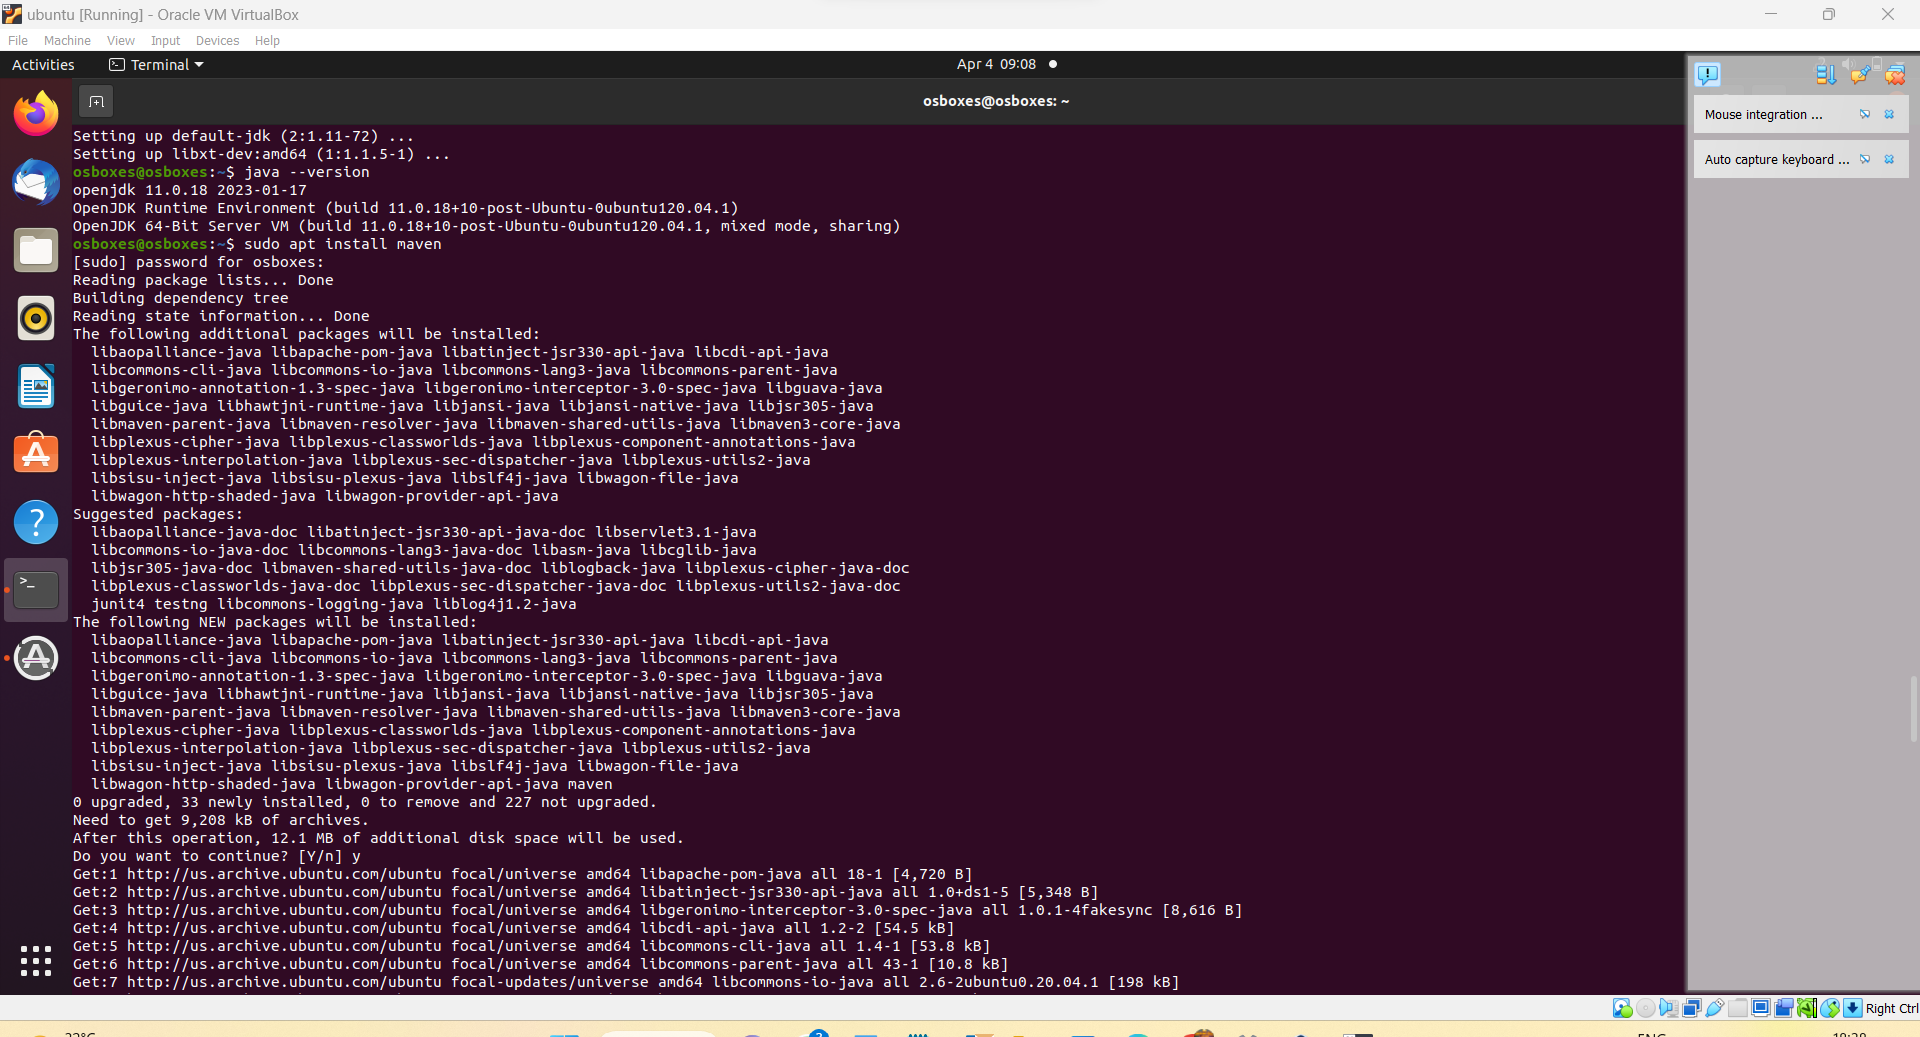 ubuntu [Running] - Oracle VM VirtualBox
File Machine View Input Devices Help
Activities Terminal Apr 4 09:08
osboxes@osboxes: ~
Mouse integration ...
Auto capture keyboard ...
Setting up default-jdk (2:1.11-72) ...
Setting up libxt-dev:amd64 (1:1.1.5-1) ...
osboxes@osboxes:~$ java --version
openjdk 11.0.18 2023-01-17
OpenJDK Runtime Environment (build 11.0.18+10-post-Ubuntu-0ubuntu120.04.1)
OpenJDK 64-Bit Server VM (build 11.0.18+10-post-Ubuntu-0ubuntu120.04.1, mixed mode, sharing)
osboxes@osboxes:~$ sudo apt install maven
[sudo] password for osboxes:
Reading package lists... Done
Building dependency tree
Reading state information... Done
The following additional packages will be installed:
libaopalliance-java libapache-pom-java libatinject-jsr330-api-java libcdi-api-java
libcommons-cli-java libcommons-io-java libcommons-lang3-java libcommons-parent-java
libgeronimo-annotation-1.3-spec-java libgeronimo-interceptor-3.0-spec-java libguava-java
libguice-java libhawtjni-runtime-java libjansi-java libjansi-native-java libjsr305-java
libmaven-parent-java libmaven-resolver-java libmaven-shared-utils-java libmaven3-core-java
libplexus-cipher-java libplexus-classworlds-java libplexus-component-annotations-java
libplexus-interpolation-java libplexus-sec-dispatcher-java libplexus-utils2-java
libsisu-inject-java libsisu-plexus-java libslf4j-java libwagon-file-java
libwagon-http-shaded-java libwagon-provider-api-java
Suggested packages:
libaopalliance-java-doc libatinject-jsr330-api-java-doc libservlet3.1-java
libcommons-io-java-doc libcommons-lang3-java-doc libasm-java libcglib-java
libjsr305-java-doc libmaven-shared-utils-java-doc liblogback-java libplexus-cipher-java-doc
libplexus-classworlds-java-doc libplexus-sec-dispatcher-java-doc libplexus-utils2-java-doc
junit4 testng libcommons-logging-java liblog4j1.2-java
The following NEW packages will be installed:
libaopalliance-java libapache-pom-java libatinject-jsr330-api-java libcdi-api-java
libcommons-cli-java libcommons-io-java libcommons-lang3-java libcommons-parent-java
libgeronimo-annotation-1.3-spec-java libgeronimo-interceptor-3.0-spec-java libguava-java
libguice-java libhawtjni-runtime-java libjansi-java libjansi-native-java libjsr305-java
libmaven-parent-java libmaven-resolver-java libmaven-shared-utils-java libmaven3-core-java
libplexus-cipher-java libplexus-classworlds-java libplexus-component-annotations-java
libplexus-interpolation-java libplexus-sec-dispatcher-java libplexus-utils2-java
libsisu-inject-java libsisu-plexus-java libslf4j-java libwagon-file-java
libwagon-http-shaded-java libwagon-provider-api-java maven
0 upgraded, 33 newly installed, 0 to remove and 227 not upgraded.
Need to get 9,208 kB of archives.
After this operation, 12.1 MB of additional disk space will be used.
Do you want to continue? [Y/n] y
Get:1 http://us.archive.ubuntu.com/ubuntu focal/universe amd64 libapache-pom-java all 18-1 [4,720 B]
Get:2 http://us.archive.ubuntu.com/ubuntu focal/universe amd64 libatinject-jsr330-api-java all 1.0+ds1-5 [5,348 B]
Get:3 http://us.archive.ubuntu.com/ubuntu focal/universe amd64 libgeronimo-interceptor-3.0-spec-java all 1.0.1-4fakesync [8,616 B]
Get:4 http://us.archive.ubuntu.com/ubuntu focal/universe amd64 libcdi-api-java all 1.2-2 [54.5 kB]
Get:5 http://us.archive.ubuntu.com/ubuntu focal/universe amd64 libcommons-cli-java all 1.4-1 [53.8 kB]
Get:6 http://us.archive.ubuntu.com/ubuntu focal/universe amd64 libcommons-parent-java all 43-1 [10.8 kB]
Get:7 http://us.archive.ubuntu.com/ubuntu focal-updates/universe amd64 libcommons-io-java all 2.6-2ubuntu0.20.04.1 [198 kB]
Right Ctrl